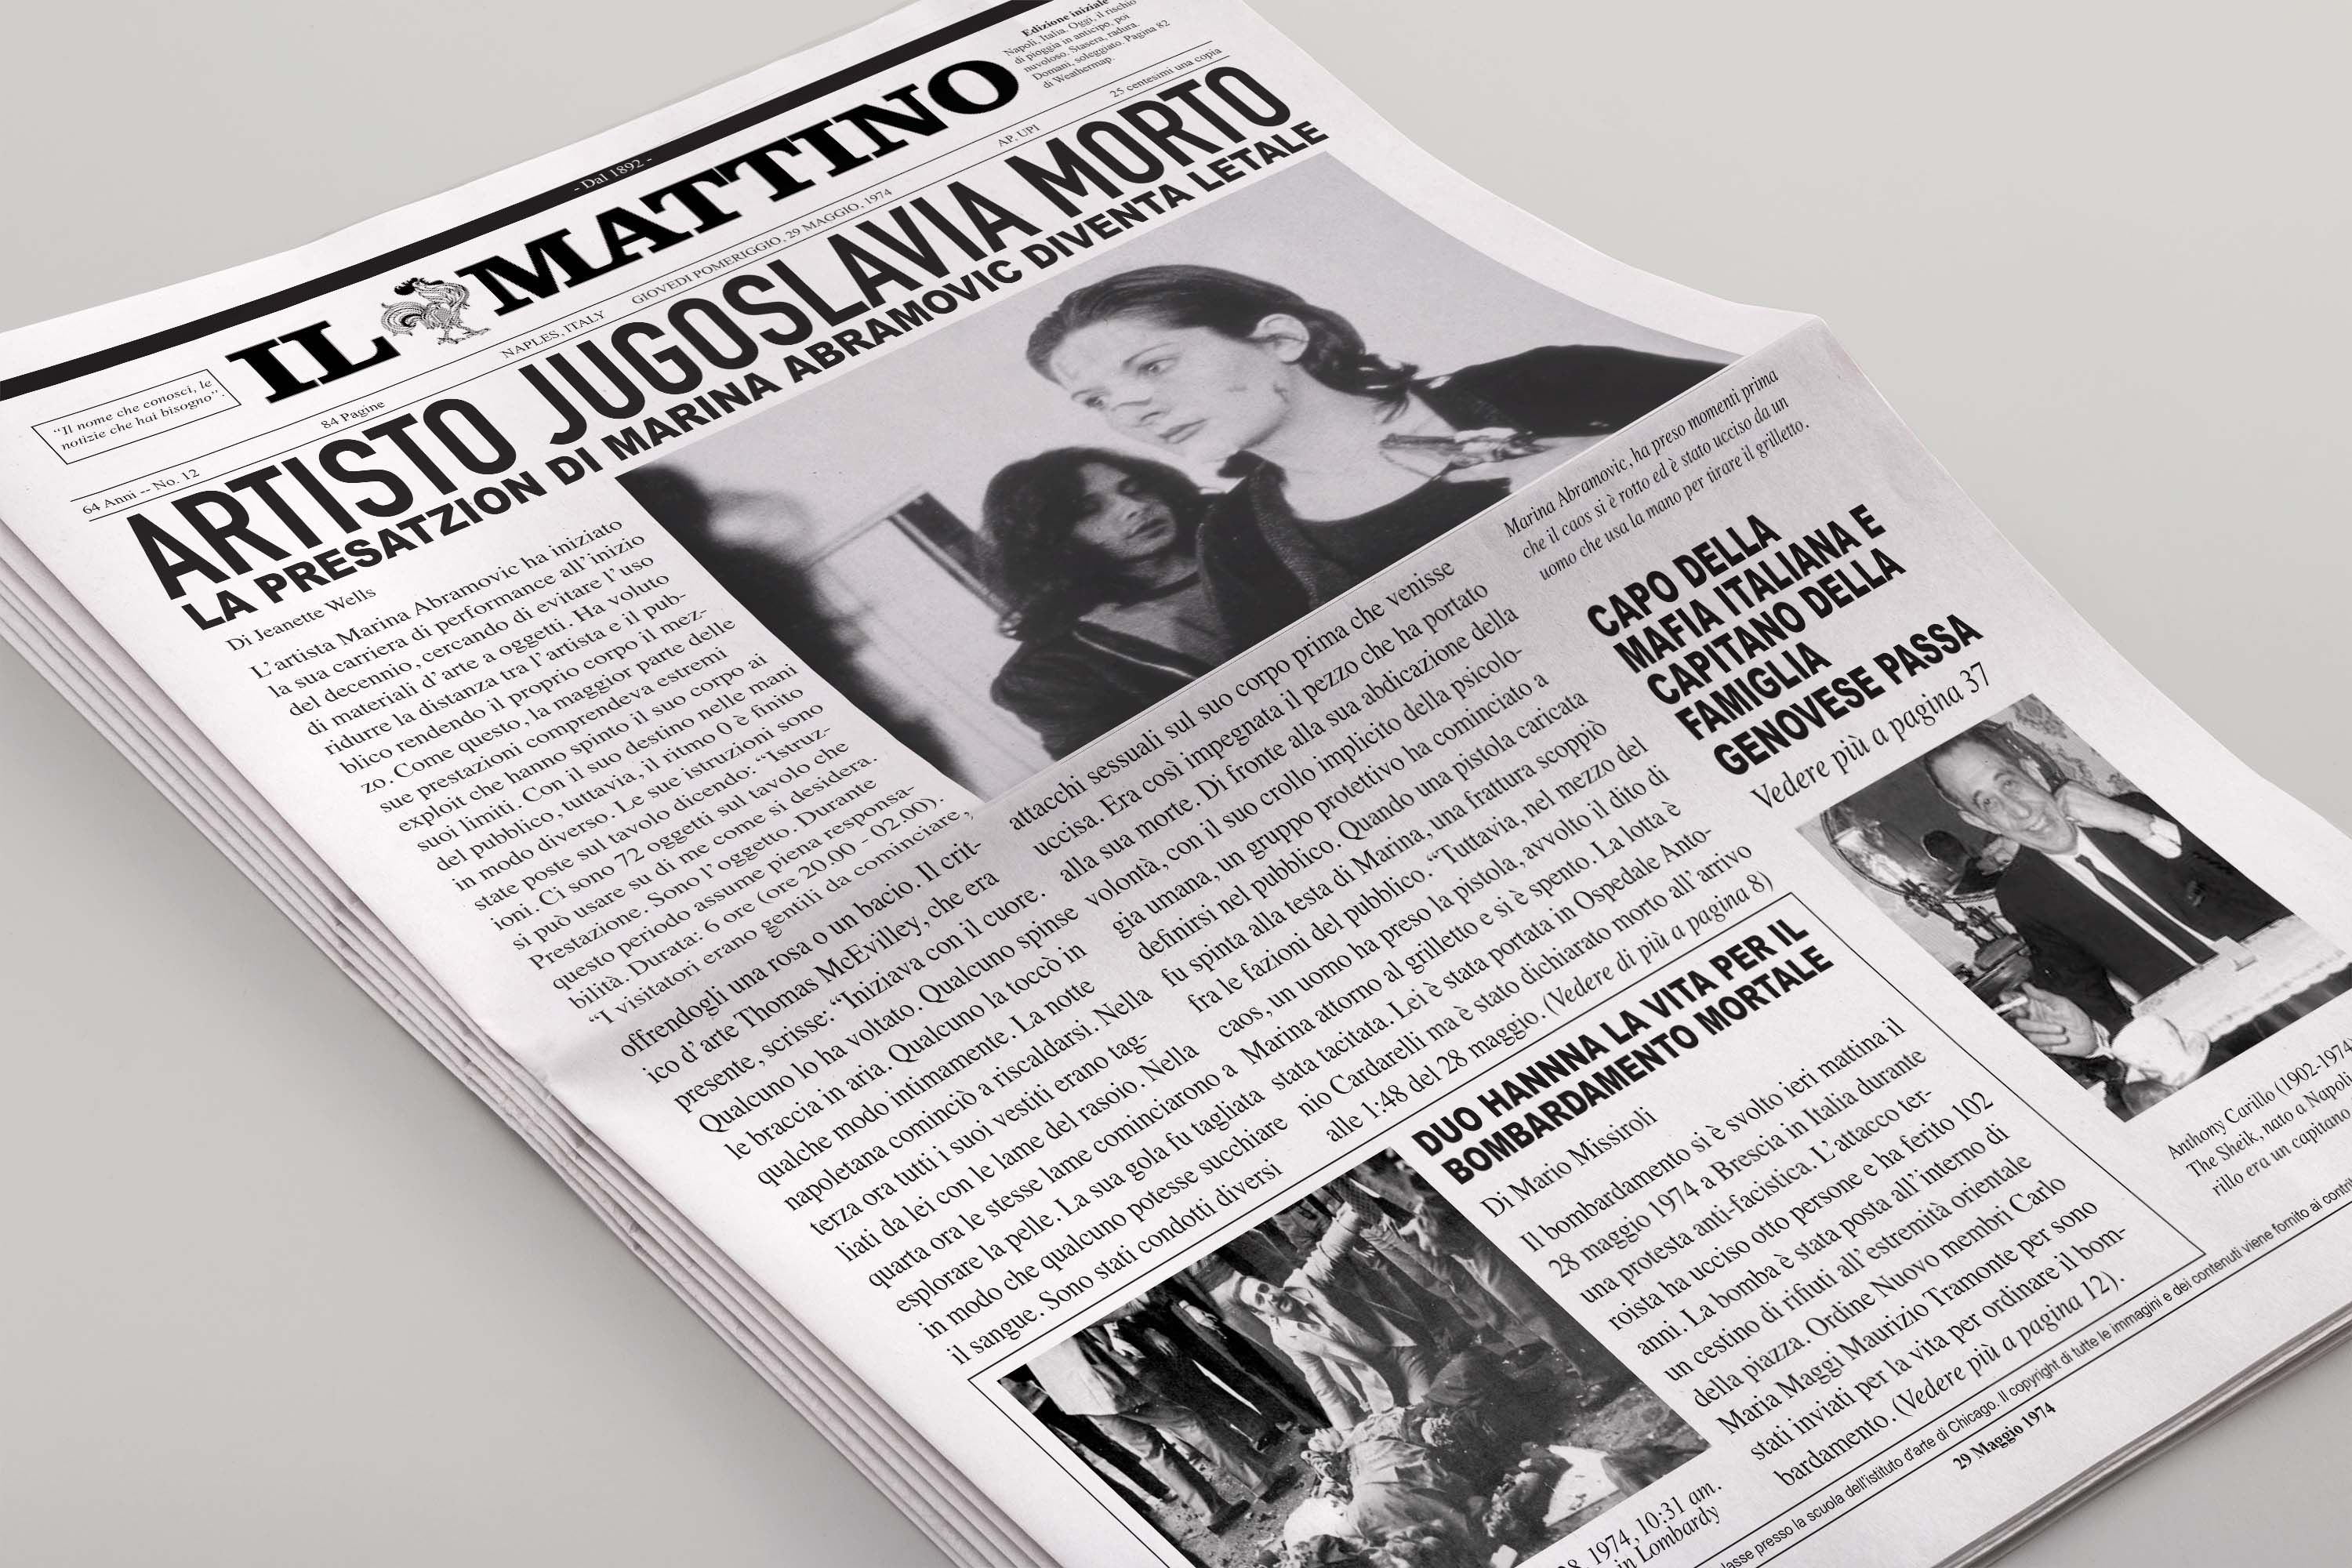 - Dal 1892 -
"Il nome che conosci, le
notizie che hai bisogno".
IL MATTINO
Edizione iniziale
Napoli, Italia. Oggi, il rischio
di pioggia in anticipo, poi
nuvoloso. Stasera, radura.
Domani, soleggiato. Pagina 82
di Weathermap.
64 Anni -- No. 12
84 Pagine
NAPLES, ITALY
GIOVEDI POMERIGGIO, 29 MAGGIO, 1974
AP, UPI
25 centesimi una copia
ARTISTO JUGOSLAVIA MORTO
LA PRESATZION DI MARINA ABRAMOVIC DIVENTA LETALE
Di Jeanette Wells
L'artista Marina Abramovic ha iniziato
la sua carriera di performance all'inizio
del decennio, cercando di evitare l'uso
di materiali d'arte a oggetti. Ha voluto
ridurre la distanza tra l'artista e il pub-
blico rendendo il proprio corpo il mez-
zo. Come questo, la maggior parte delle
sue prestazioni comprendeva estremi
exploit che hanno spinto il suo corpo ai
suoi limiti. Con il suo destino nelle mani
del pubblico, tuttavia, il ritmo 0 è finito
in modo diverso. Le sue istruzioni sono
state poste sul tavolo dicendo: "Istruz-
ioni. Ci sono 72 oggetti sul tavolo che
si può usare su di me come si desidera.
Prestazione. Sono l'oggetto. Durante
questo periodo assume piena responsa-
bilità. Durata: 6 ore (ore 20.00 - 02.00).
"I visitatori erano gentili da cominciare,
offrendogli una rosa o un bacio. Il crit-
ico d'arte Thomas McEvilley, che era
presente, scrisse: "Iniziava con il cuore.
Qualcuno lo ha voltato. Qualcuno spinse
le braccia in aria. Qualcuno la toccò in
qualche modo intimamente. La notte
napoletana cominciò a riscaldarsi. Nella
terza ora tutti i suoi vestiti erano tag-
liati da lei con le lame del rasoio. Nella
quarta ora le stesse lame cominciarono a
esplorare la pelle. La sua gola fu tagliata
in modo che qualcuno potesse succhiare
il sangue. Sono stati condotti diversi
attacchi sessuali sul suo corpo prima che venisse
uccisa. Era così impegnata il pezzo che ha portato
alla sua morte. Di fronte alla sua abdicazione della
volontà, con il suo crollo implicito della psicolo-
gia umana, un gruppo protettivo ha cominciato a
definirsi nel pubblico. Quando una pistola caricata
fu spinta alla testa di Marina, una frattura scoppiò
fra le fazioni del pubblico. "Tuttavia, nel mezzo del
caos, un uomo ha preso la pistola, avvolto il dito di
Marina attorno al grilletto e si è spento. La lotta è
stata tacitata. Lei è stata portata in Ospedale Anto-
nio Cardarelli ma è stato dichiarato morto all'arrivo
alle 1:48 del 28 maggio. (Vedere di più a pagina 8)
Marina Abramovic, ha preso momenti prima
che il caos si è rotto ed è stato ucciso da un
uomo che usa la mano per tirare il grilletto.
CAPO DELLA
MAFIA ITALIANA E
CAPITANO DELLA
FAMIGLIA
GENOVESE PASSA
Vedere più a pagina 37
Anthony Carillo (1902-1974)
The Sheik, nato a Napoli
rillo era un capitano
DUO HANNNA LA VITA PER IL
BOMBARDAMENTO MORTALE
Di Mario Missiroli
Il bombardamento si è svolto ieri mattina il
28 maggio 1974 a Brescia in Italia durante
una protesta anti-facistica. L'attacco ter-
roista ha ucciso otto persone e ha ferito 102
anni. La bomba è stata posta all'interno di
un cestino di rifiuti all' estremità orientale
della piazza. Ordine Nuovo membri Carlo
Maria Maggi Maurizio Tramonte per sono
stati inviati per la vita per ordinare il bom-
bardamento. (Vedere più a pagina 12).
1974, 10:31 am.
in Lombardy
lasse presso la scuola dell'istituto d'arte di Chicago. Il copyright di tutte le immagini e dei contenuti viene fornito ai
29 Maggio 1974